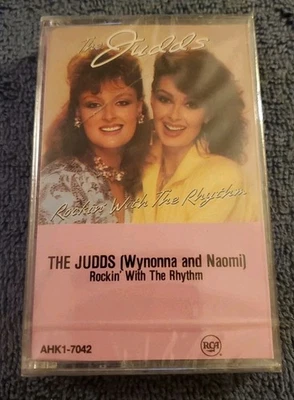 The Judds
Rockin' With The Rhythm
THE JUDDS (Wynonna and Naomi)
Rockin' With The Rhythm
AHK1-7042
RCA